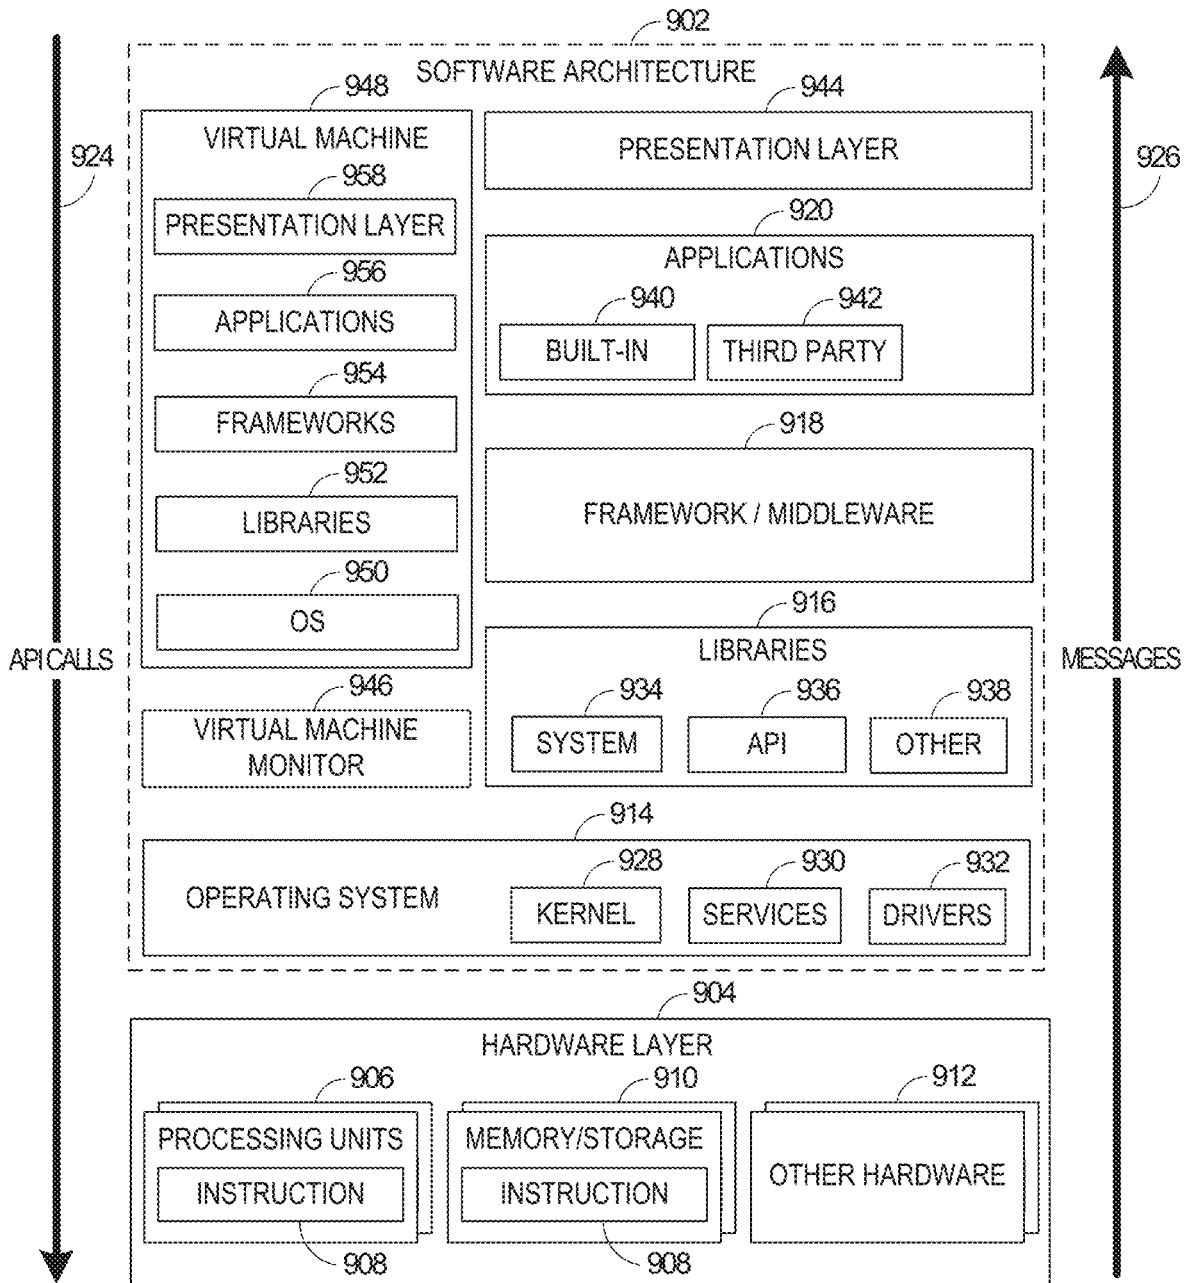 902
SOFTWARE ARCHITECTURE
924
API CALLS
926
MESSAGES
948
VIRTUAL MACHINE
958
PRESENTATION LAYER
956
APPLICATIONS
954
FRAMEWORKS
952
LIBRARIES
950
OS
946
VIRTUAL MACHINE
MONITOR
944
PRESENTATION LAYER
920
APPLICATIONS
940
BUILT-IN
942
THIRD PARTY
918
FRAMEWORK / MIDDLEWARE
916
LIBRARIES
934
SYSTEM
936
API
938
OTHER
914
OPERATING SYSTEM
928
KERNEL
930
SERVICES
932
DRIVERS
904
HARDWARE LAYER
906
PROCESSING UNITS
INSTRUCTION
908
910
MEMORY/STORAGE
INSTRUCTION
908
912
OTHER HARDWARE